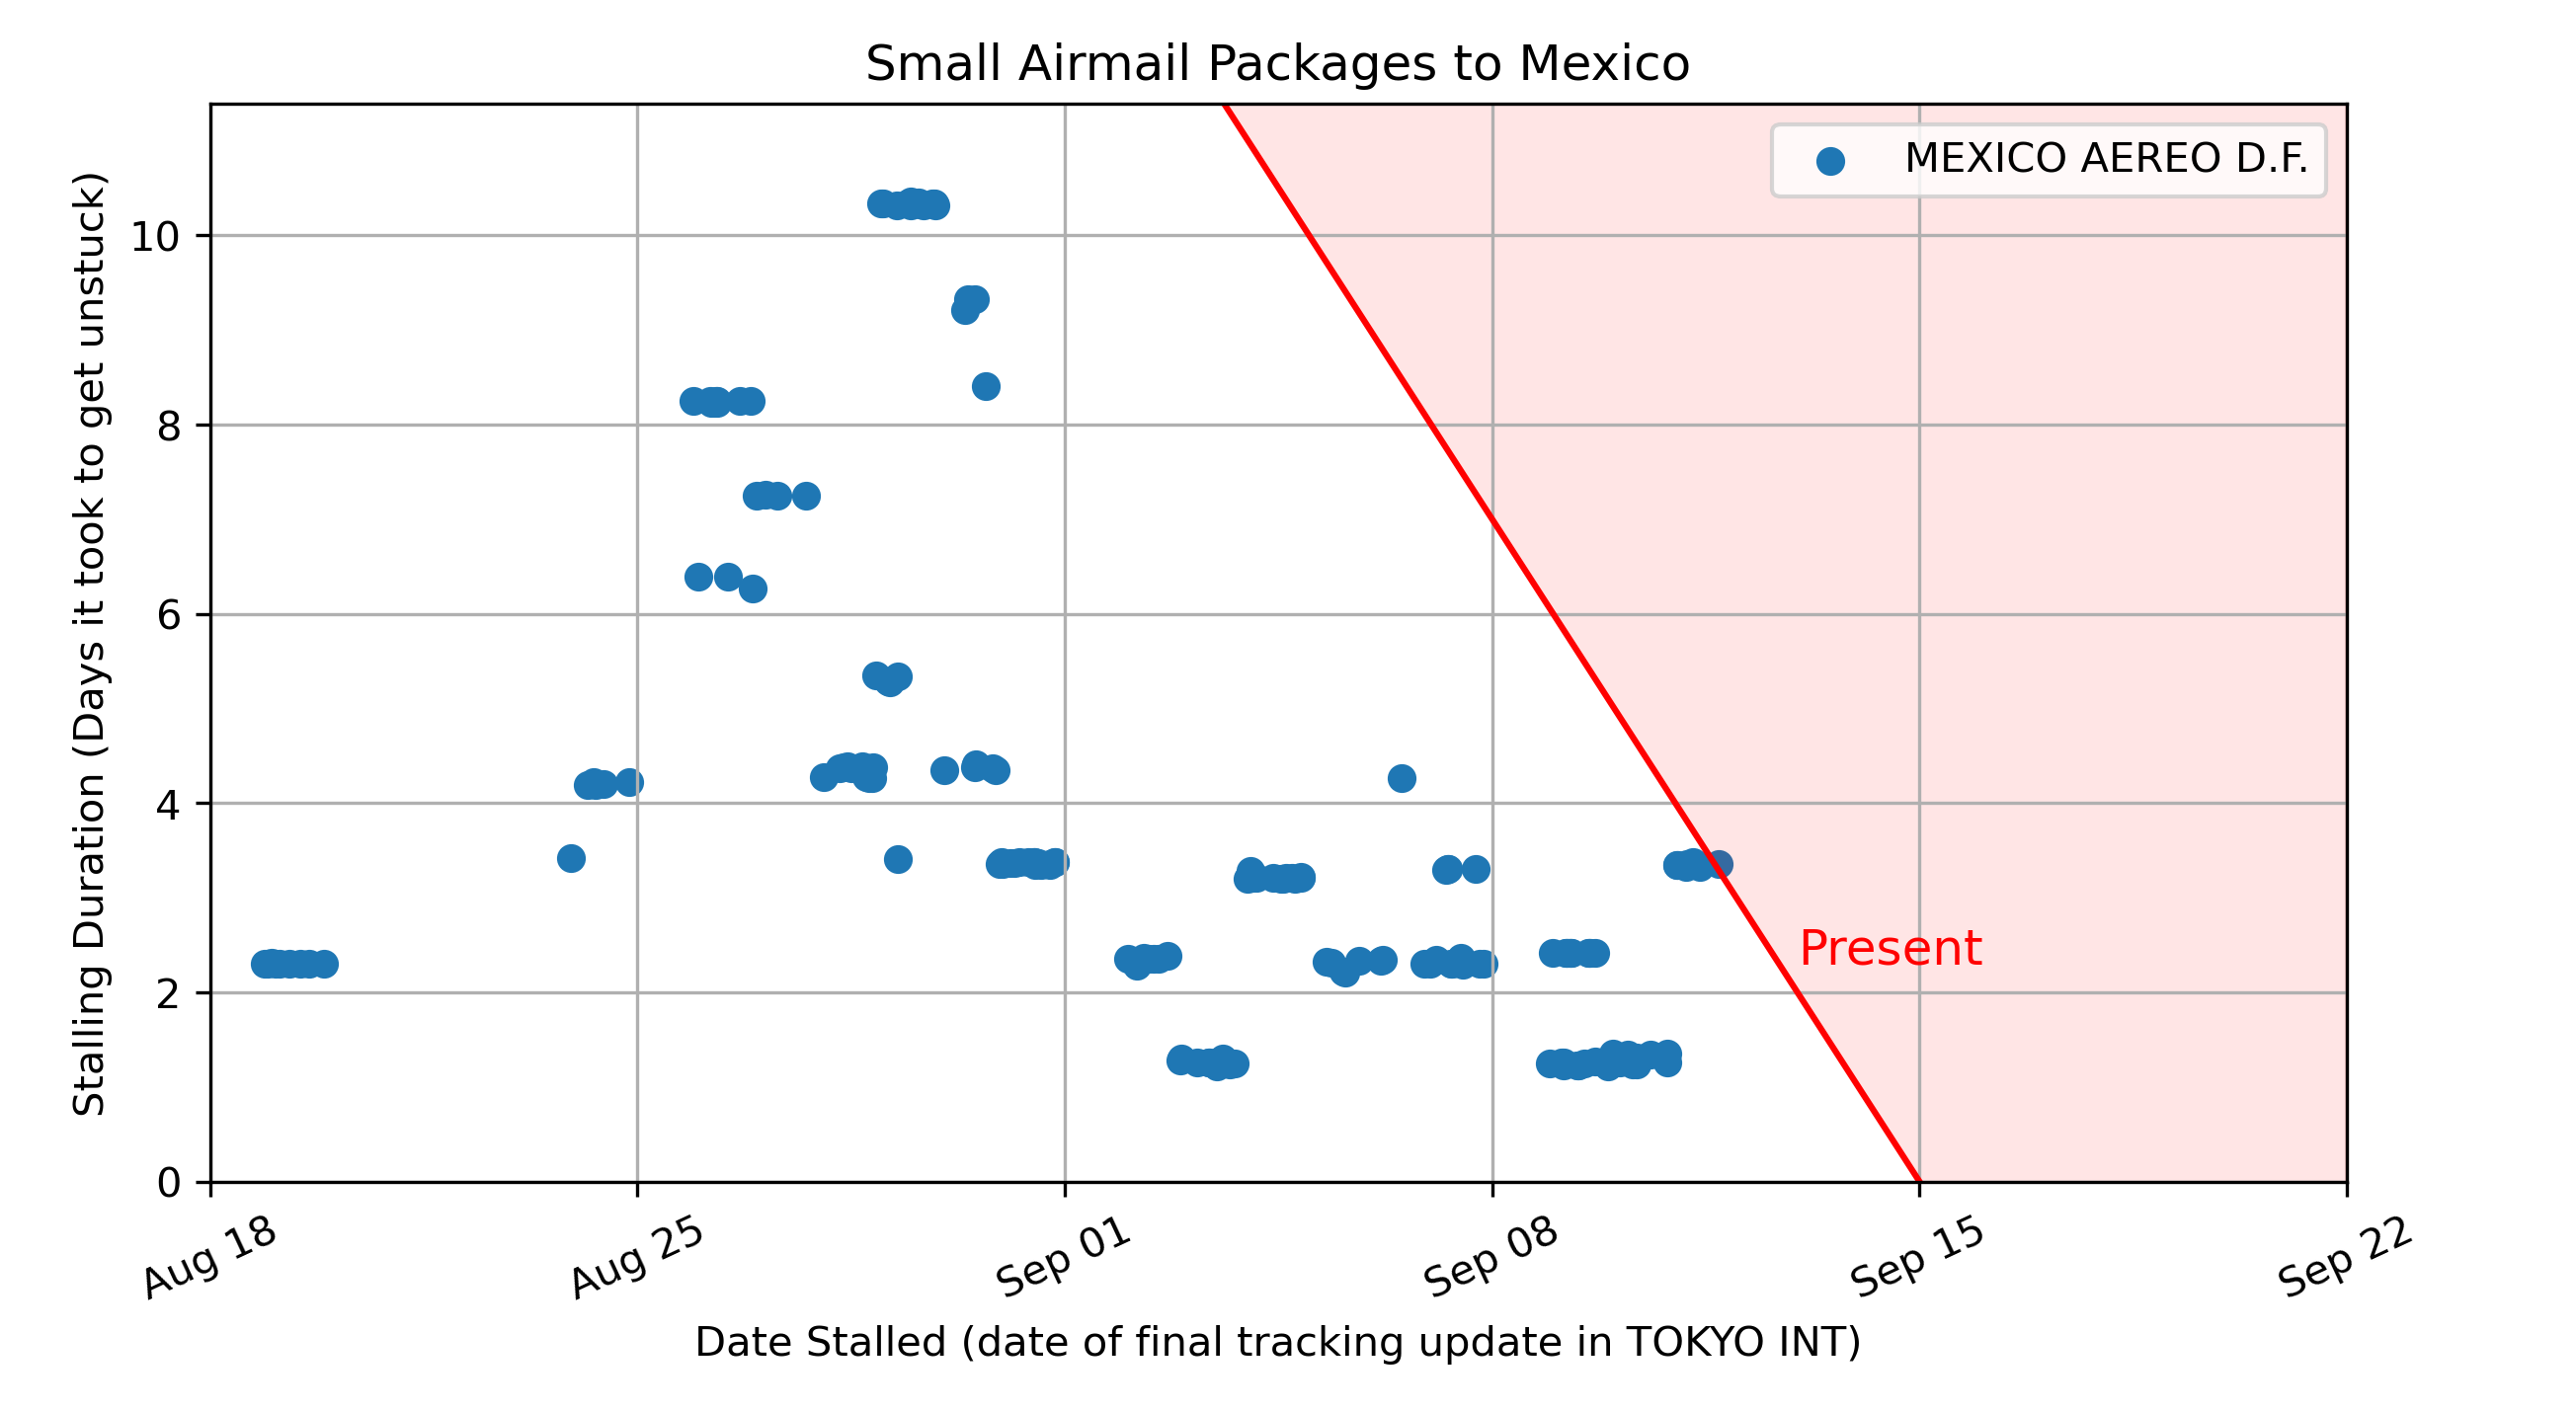 Small Airmail Packages to Mexico
MEXICO AEREO D.F.
Stalling Duration (Days it took to get unstuck)
10
8
6
4
2
0
Present
Aug 18
Aug 25
Sep 01
Sep 08
Sep 15
Sep 22
Date Stalled (date of final tracking update in TOKYO INT)